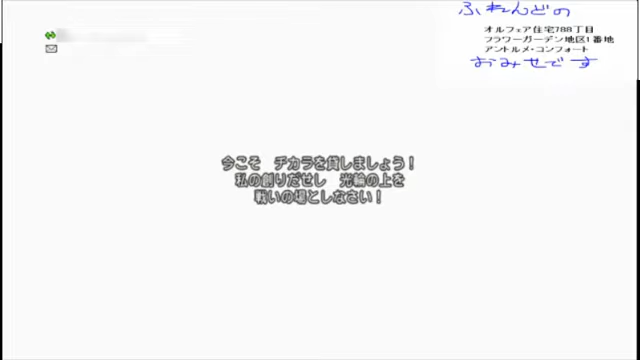 ふれんどの
オルフェア住宅788丁目
フラワーガーデン地区1番地
アントルメ・コンフォート
おみせです
今こそ　チカラを貸しましょう！
私の創りだせし　光輪の上を
戦いの場としなさい！